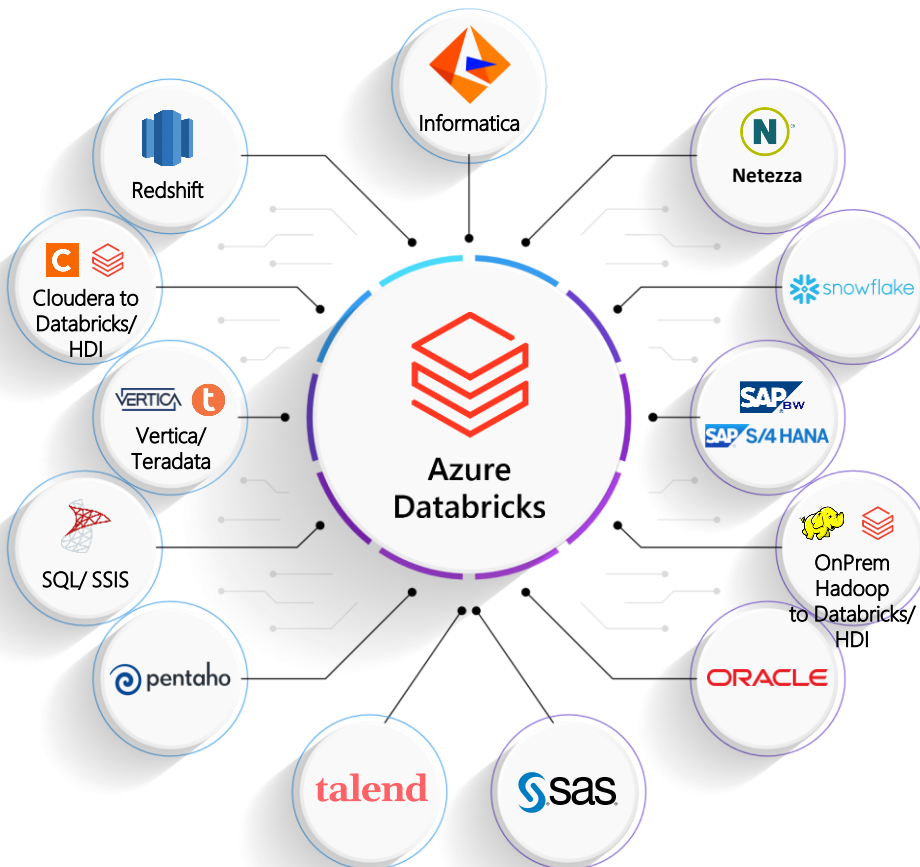 Informatica
Redshift
N
Netezza
C
Cloudera to
Databricks/
HDI
snowflake
VERTICA t
Vertica/
Teradata
SAP BW
SAP S/4 HANA
Azure
Databricks
SQL/ SSIS
OnPrem
Hadoop
to Databricks/
HDI
pentaho
ORACLE
talend
sas